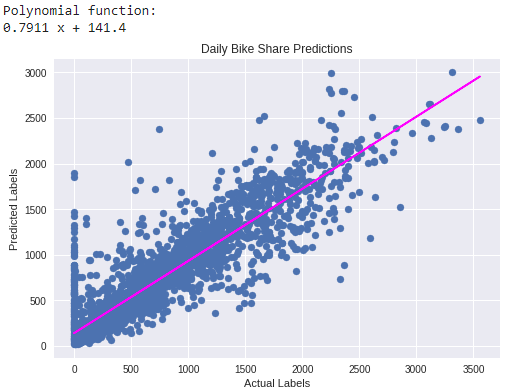 Polynomial function:
0.7911 x + 141.4
Daily Bike Share Predictions
Predicted Labels
3000
2500
2000
1500
1000
500
0
0 500 1000 1500 2000 2500 3000 3500
Actual Labels